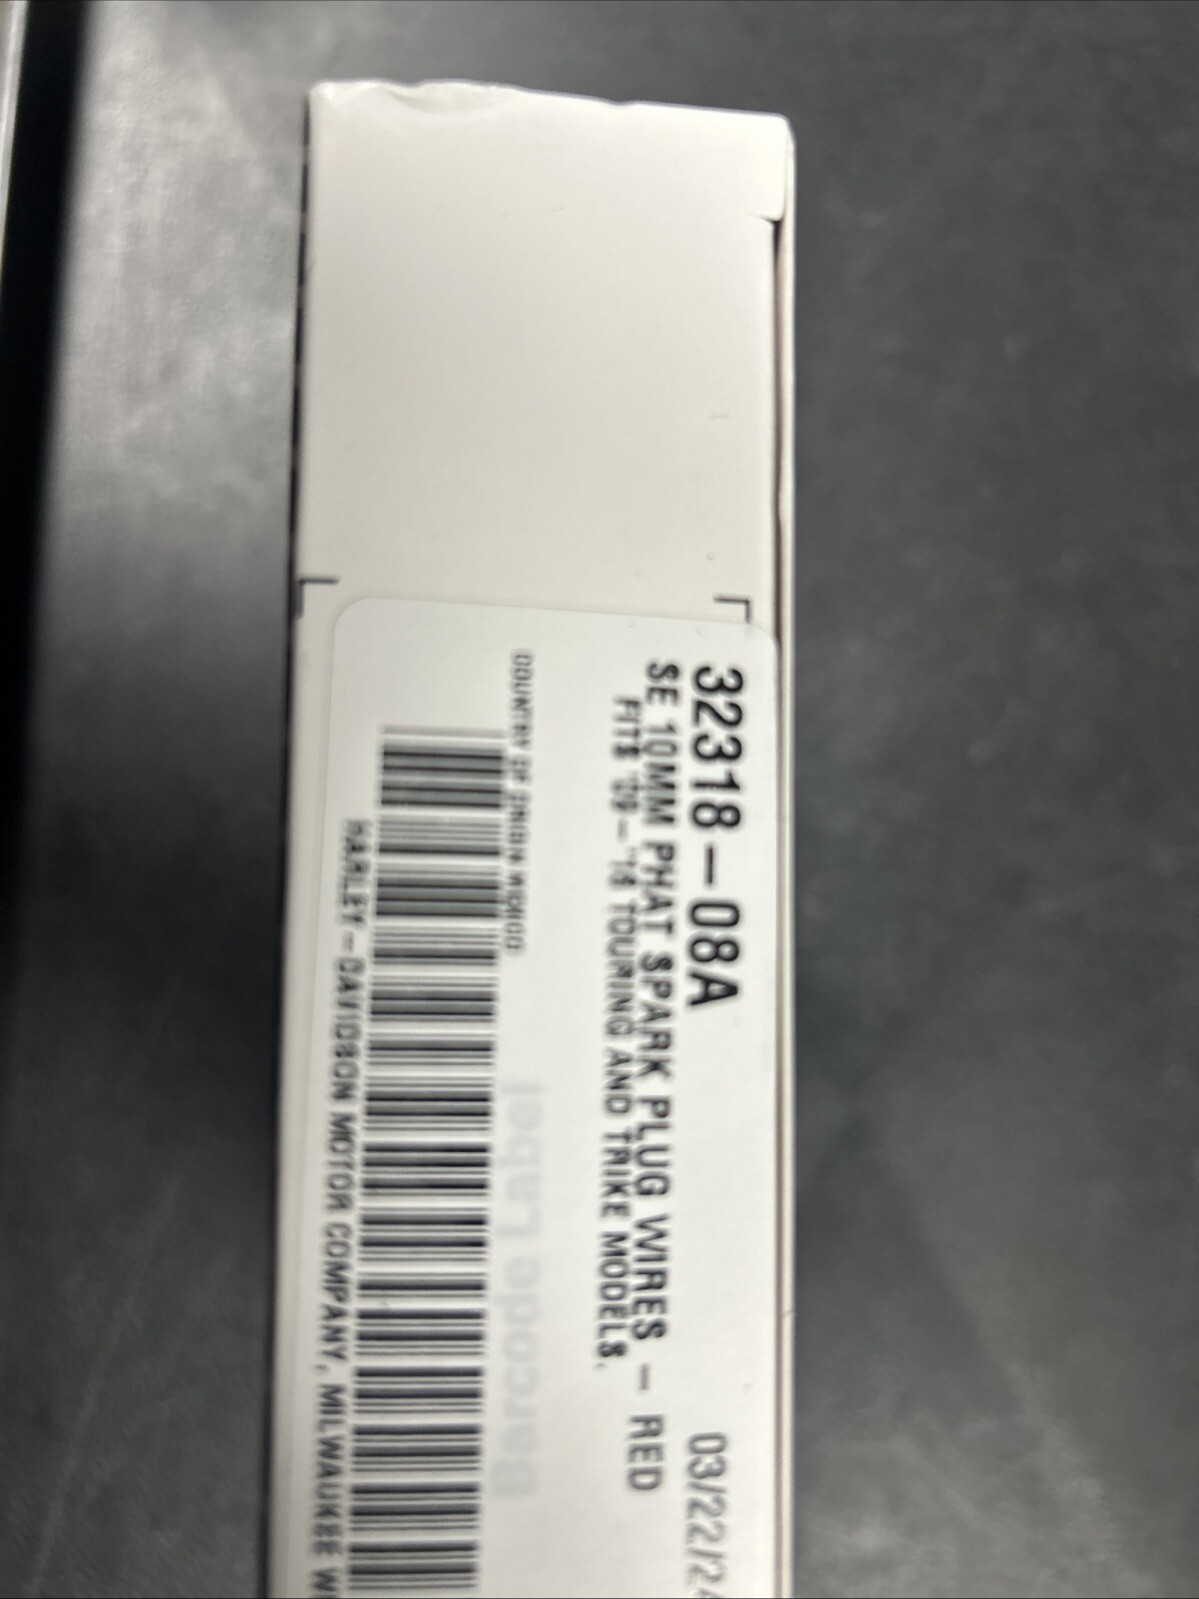 32318-08A 03/22/24
SE 10MM PHAT SPARK PLUG WIRES - RED
FITS '09-'16 TOURING AND TRIKE MODELS.
Barcode Label
COUNTRY OF ORIGIN MEXICO
HARLEY-DAVIDSON MOTOR COMPANY, MILWAUKEE